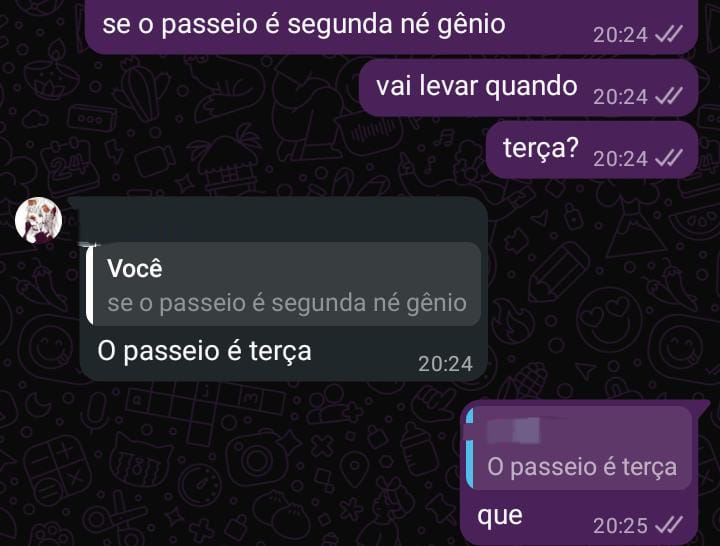 se o passeio é segunda né gênio
20:24
vai levar quando
20:24
terça?
20:24
Você
se o passeio é segunda né gênio
O passeio é terça
20:24
O passeio é terça
que
20:25